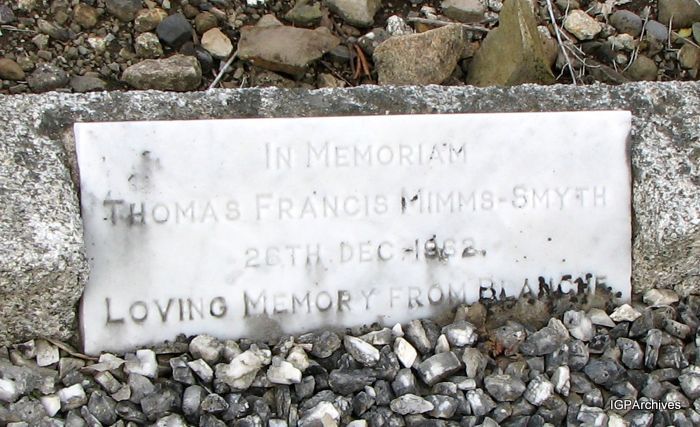 IN MEMORIAM
THOMAS FRANCIS MIMMS-SMYTH
26TH DEC. 1962.
LOVING MEMORY FROM BLANCHE.
IGPArchives